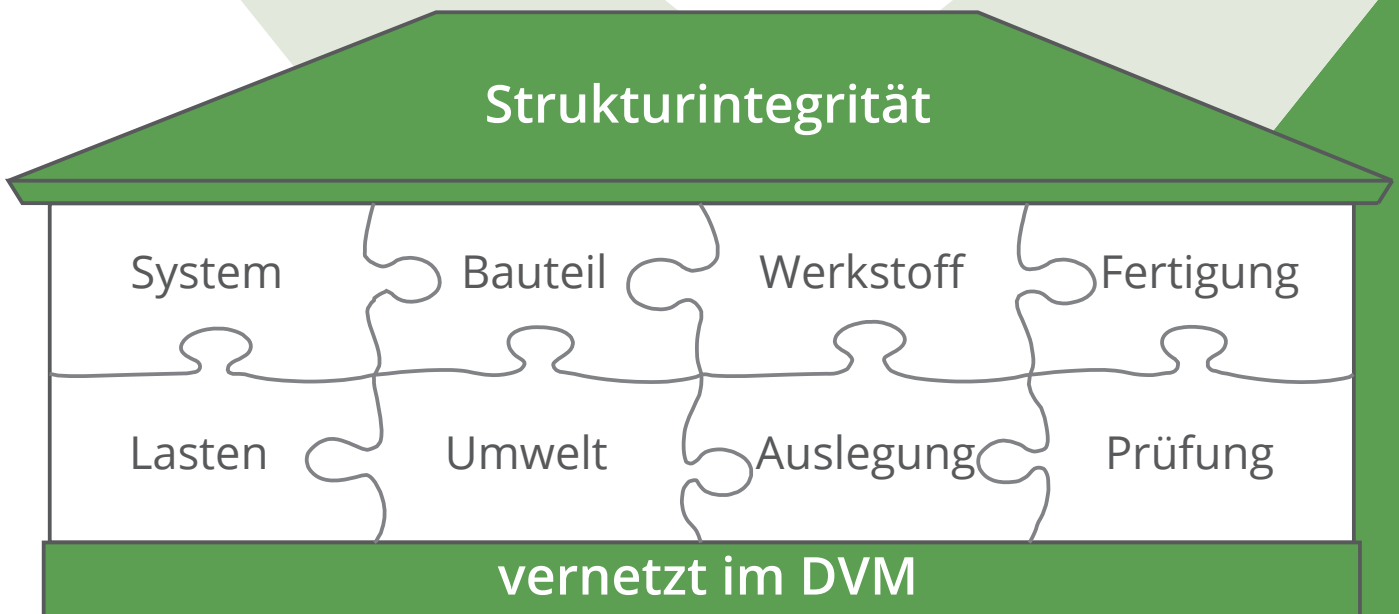 Strukturintegrität
System Bauteil Werkstoff Fertigung
Lasten Umwelt Auslegung Prüfung
vernetzt im DVM